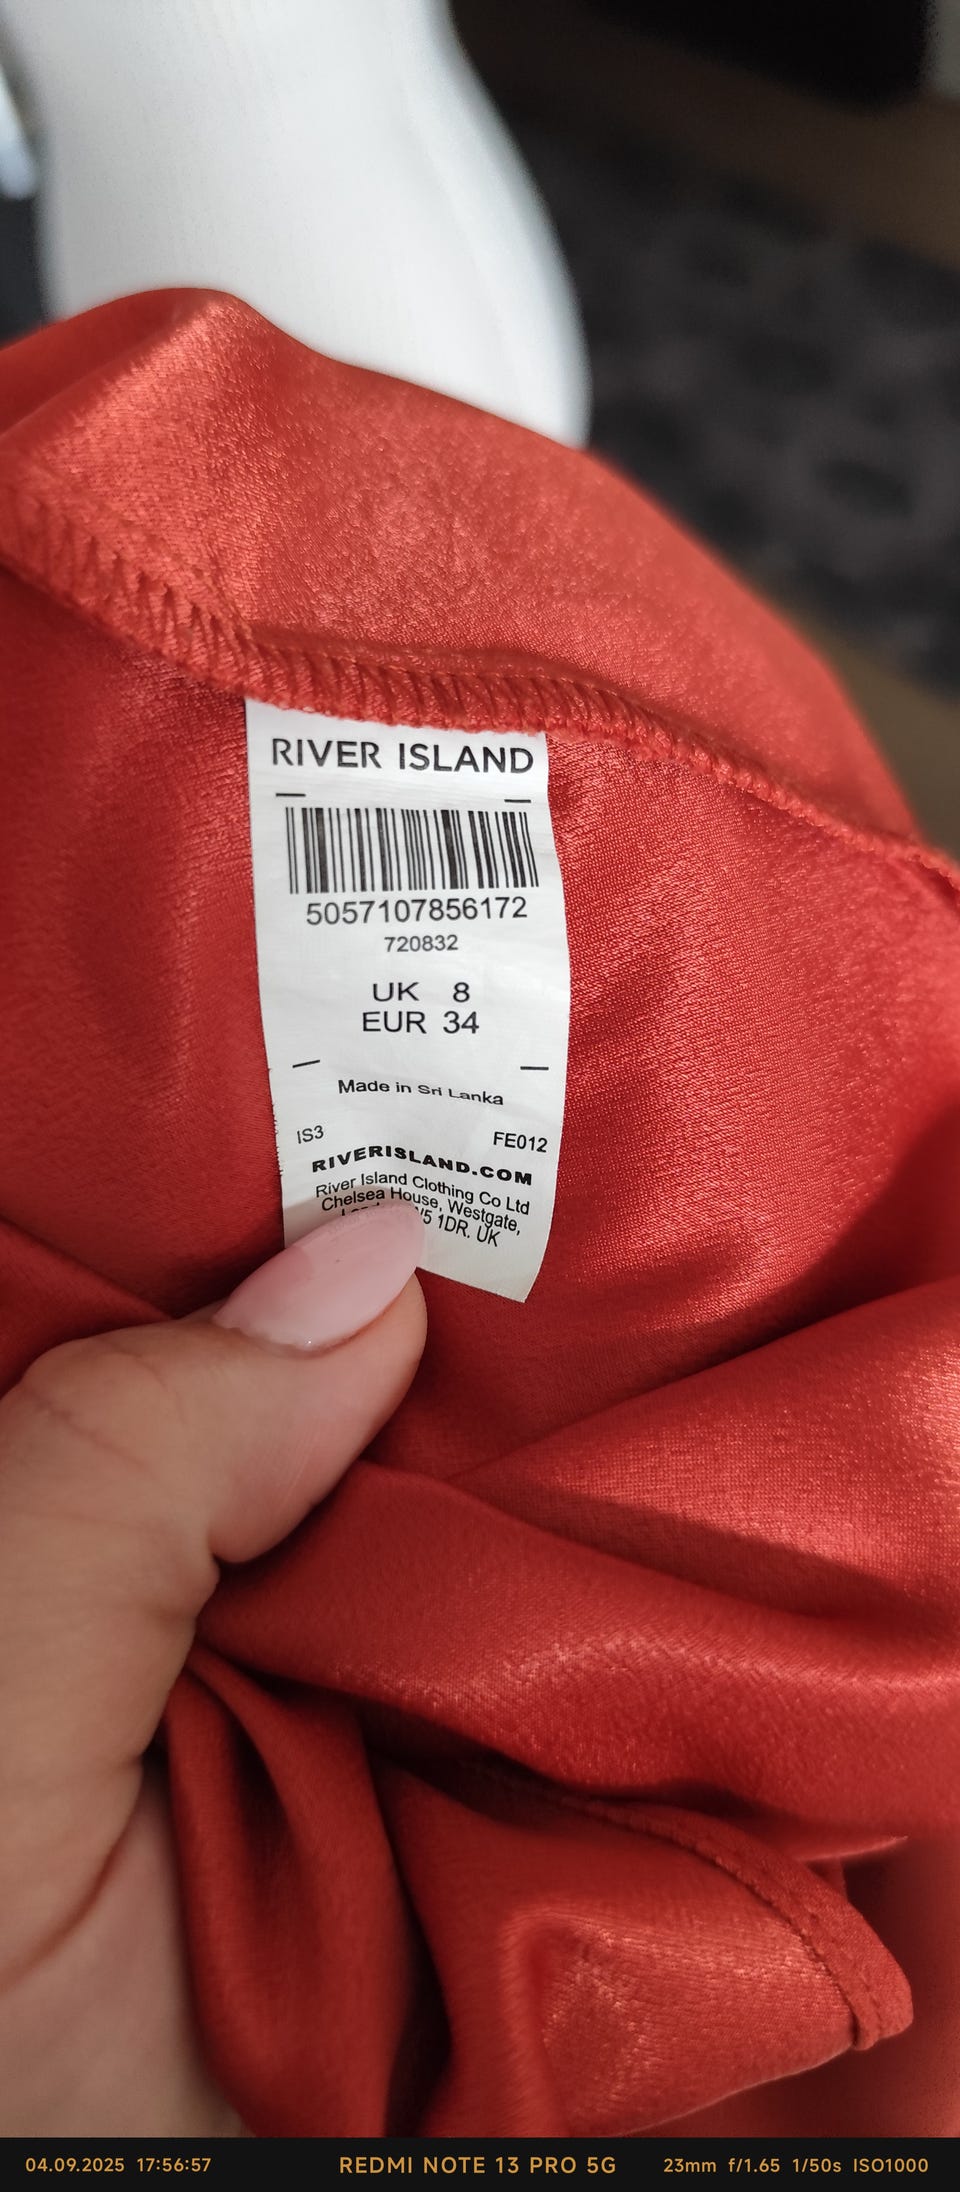 RIVER ISLAND
5057107856172
720832
UK 8
EUR 34
Made in Sri Lanka
IS3 FE012
RIVERISLAND.COM
River Island Clothing Co Ltd
Chelsea House, Westgate,
1DR. UK
04.09.2025 17:56:57 REDMI NOTE 13 PRO 5G 23mm f/1.65 1/50s ISO1000